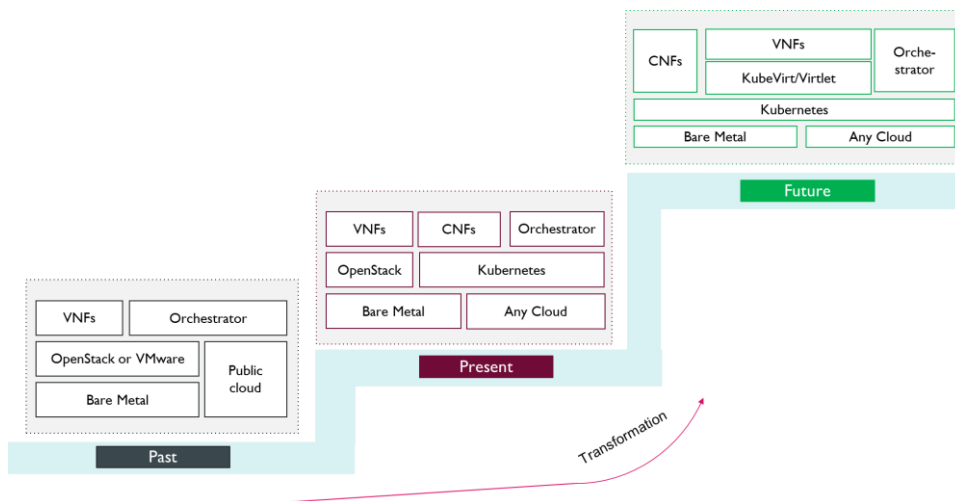 VNFs
CNFs
Orche-
strator
KubeVirt/Virtlet
Kubernetes
Bare Metal
Any Cloud
Future
VNFs
CNFs
Orchestrator
OpenStack
Kubernetes
Bare Metal
Any Cloud
Present
VNFs
Orchestrator
OpenStack or VMware
Public
cloud
Bare Metal
Past
Transformation